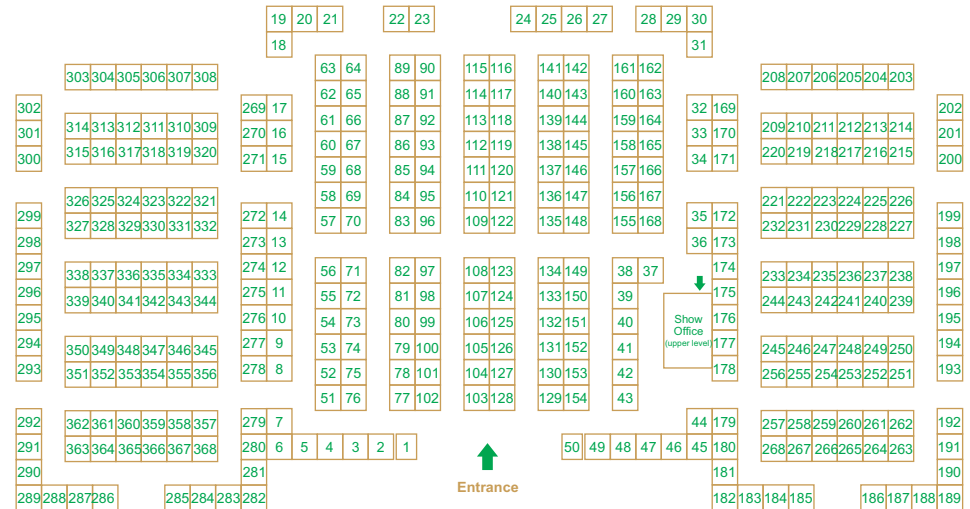 19 20 21 22 23 24 25 26 27 28 29 30
18 31
63 64 89 90 115 116 141 142 161 162
303 304 305 306 307 308 208 207 206 205 204 203
62 65 88 91 114 117 140 143 160 163
302 269 17 32 169 202
61 66 87 92 113 118 139 144 159 164
314 313 312 311 310 309 209 210 211 212 213 214
301 270 16 33 170 201
60 67 86 93 112 119 138 145 158 165
315 316 317 318 319 320 220 219 218 217 216 215
300 271 15 34 171 200
59 68 85 94 111 120 137 146 157 166
58 69 84 95 110 121 136 147 156 167
326 325 324 323 322 321 221 222 223 224 225 226
299 272 14 35 172 199
57 70 83 96 109 122 135 148 155 168
327 328 329 330 331 332 232 231 230 229 228 227
298 273 13 36 173 198
297 274 12 174 197
56 71 82 97 108 123 134 149 38 37
338 337 336 335 334 333 233 234 235 236 237 238
296 275 11 175 196
55 72 81 98 107 124 133 150 39
339 340 341 342 343 344 244 243 242 241 240 239
295 276 10 176 195
54 73 80 99 106 125 132 151 40
Show
Office
(upper level)
294 277 9 177 194
53 74 79 100 105 126 131 152 41
350 349 348 347 346 345 245 246 247 248 249 250
293 278 8 178 193
52 75 78 101 104 127 130 153 42
351 352 353 354 355 356 256 255 254 253 252 251
51 76 77 102 103 128 129 154 43
292 279 7 44 179 192
362 361 360 359 358 357 257 258 259 260 261 262
291 280 6 5 4 3 2 1 50 49 48 47 46 45 180 191
363 364 365 366 367 368 268 267 266 265 264 263
290 281 181 190
Entrance
289 288 287 286 285 284 283 282 182 183 184 185 186 187 188 189